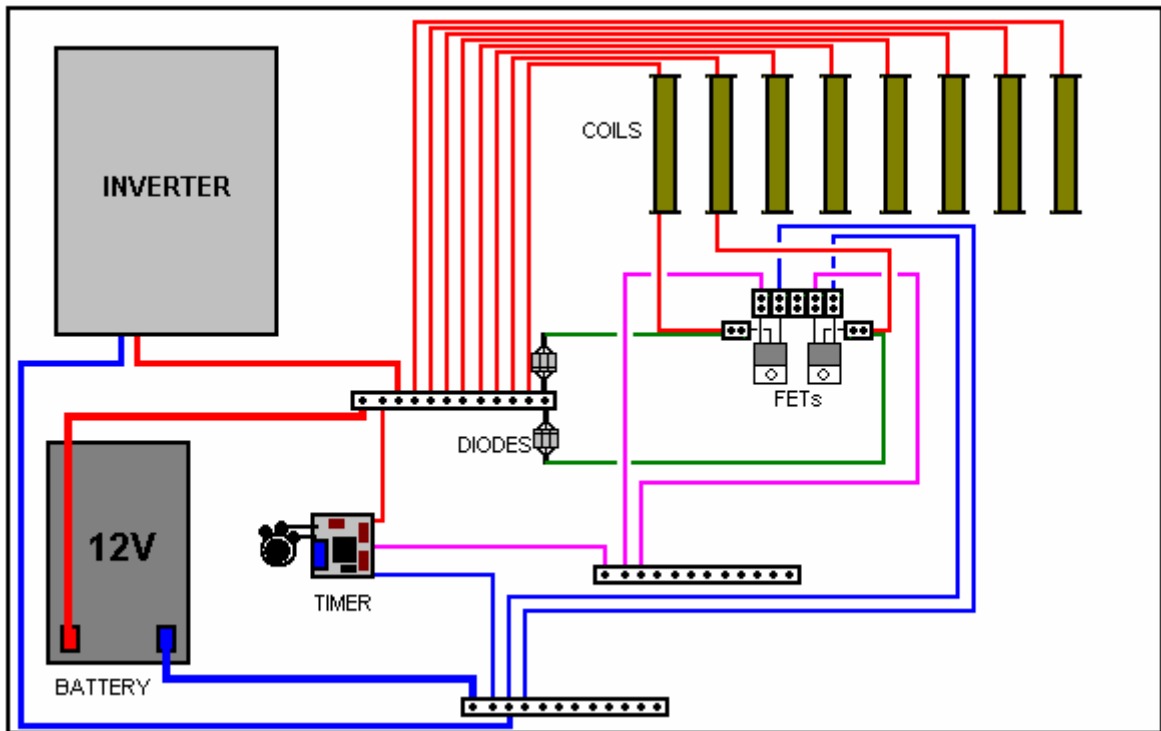 COILS
INVERTER
FETs
DIODES
12V
TIMER
BATTERY